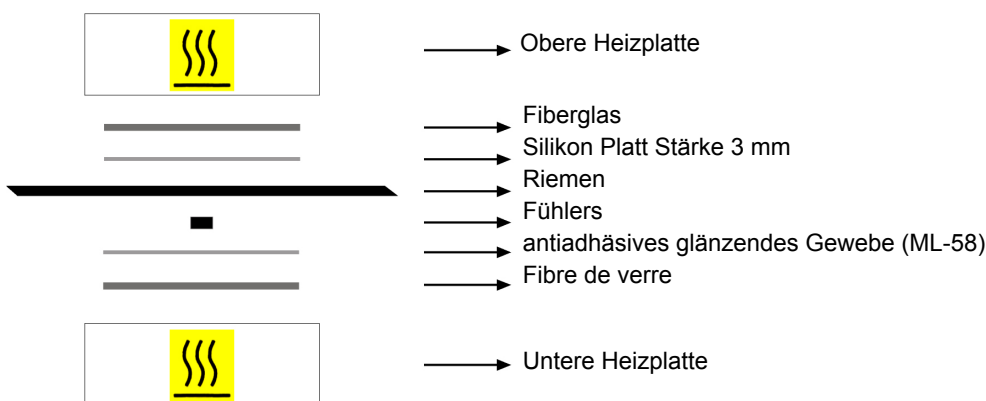 Obere Heizplatte
Fiberglas
Silikon Platt Stärke 3 mm
Riemen
Fühlers
antiadhäsives glänzendes Gewebe (ML-58)
Fibre de verre
Untere Heizplatte